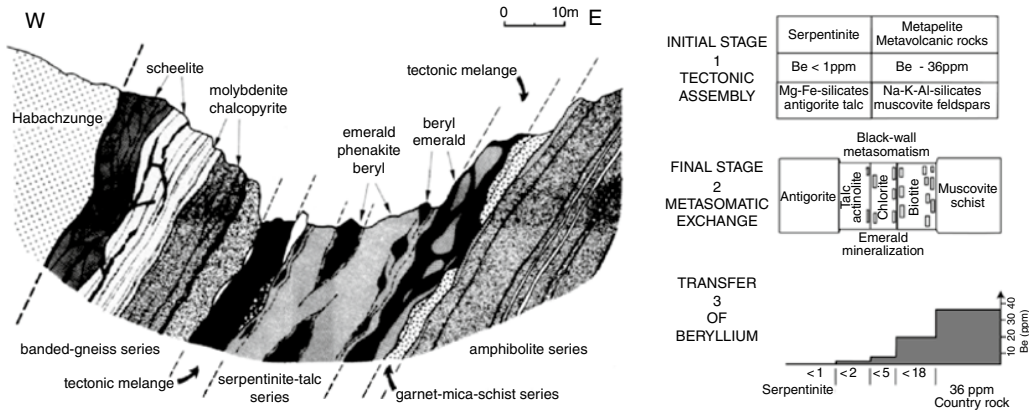 W
0 10m
E
scheelite
molybdenite
chalcopyrite
Habachzunge
tectonic melange
emerald
phenakite
beryl
beryl
emerald
banded-gneiss series
tectonic melange
serpentinite-talc
series
garnet-mica-schist series
amphibolite series
INITIAL STAGE
1
TECTONIC
ASSEMBLY
Serpentinite
Metapelite
Metavolcanic rocks
Be < 1ppm
Be - 36ppm
Mg-Fe-silicates
antigorite talc
Na-K-Al-silicates
muscovite feldspars
FINAL STAGE
2
METASOMATIC
EXCHANGE
Black-wall
metasomatism
Antigorite
Talc
actinolite
Chlorite
Biotite
Muscovite
schist
Emerald
mineralization
TRANSFER
3
OF
BERYLLIUM
40
30
20
10
Be (ppm)
<1 <2 <5 <18
Serpentinite
36 ppm
Country rock